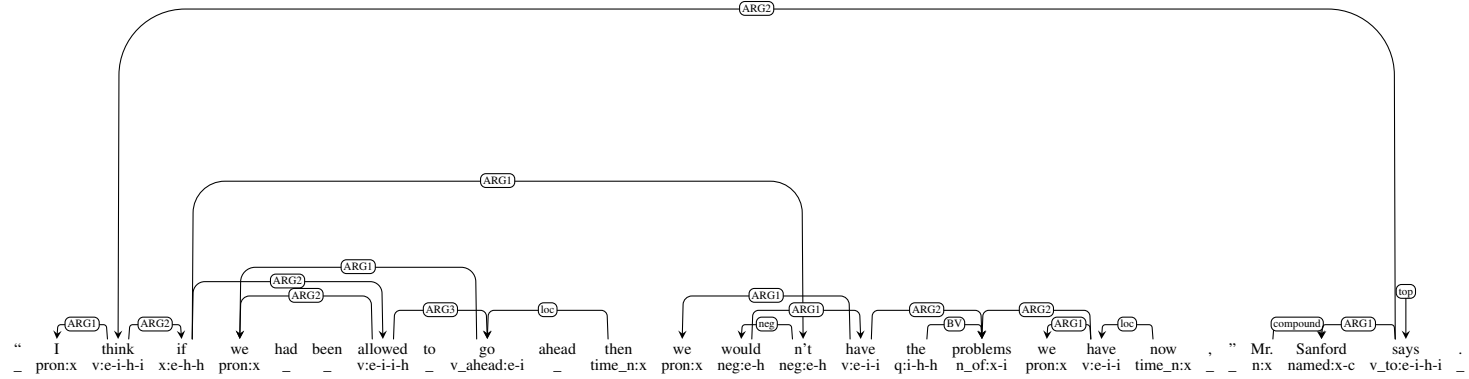 ARG2
ARG1
ARG1
ARG2
ARG2 ARG1
ARG1 ARG2 ARG3 loc ARG1 ARG2 ARG2 top
neg BV ARG1 loc compound ARG1
“ I think if we had been allowed to go ahead then we would n’t have the problems we have now , ” Mr. Sanford says .
_ pron:x v:e-i-h-i x:e-h-h pron:x _ _ v:e-i-i-h _ v_ahead:e-i _ time_n:x pron:x neg:e-h neg:e-h v:e-i-i q:i-h-h n_of:x-i pron:x v:e-i-i time_n:x _ _ n:x named:x-c v_to:e-i-h-i _